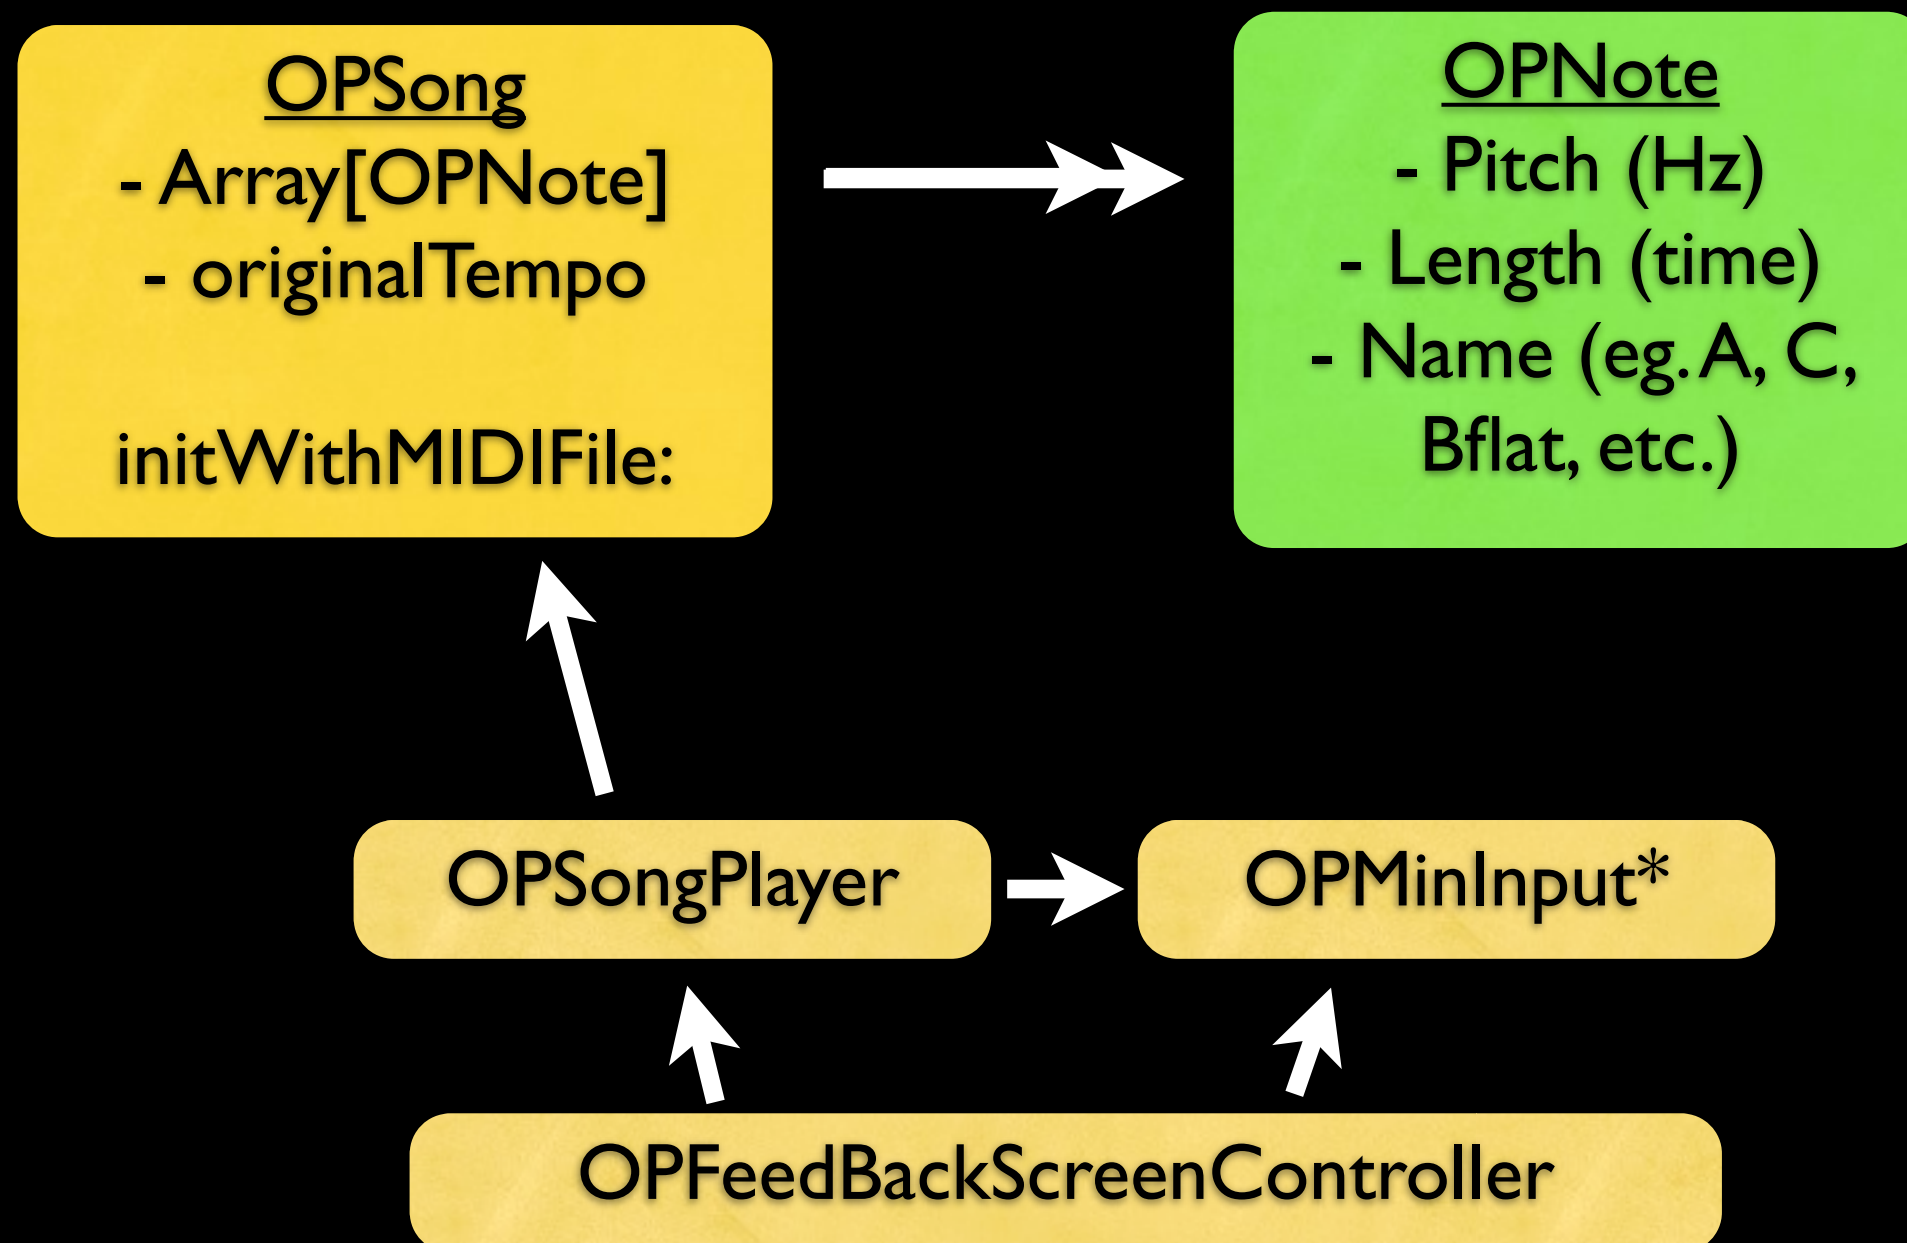 OPSong
- Array[OPNote]
- originalTempo
initWithMIDIFile:
OPNote
- Pitch (Hz)
- Length (time)
- Name (eg. A, C,
Bflat, etc.)
OPSongPlayer
OPMinInput*
OPFeedBackScreenController